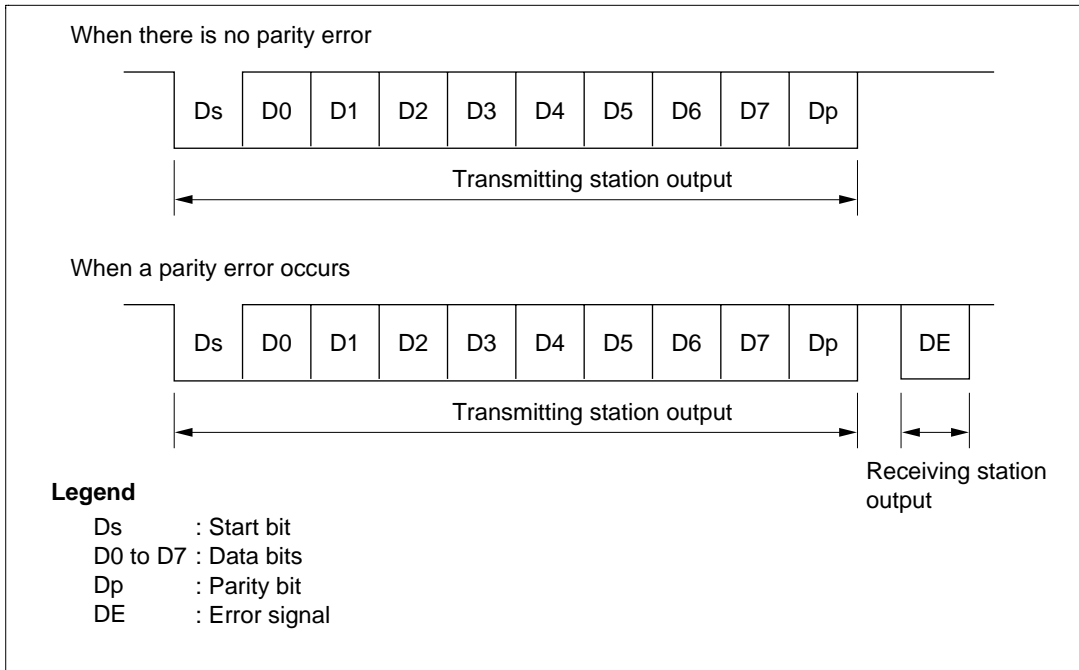 When there is no parity error
Ds D0 D1 D2 D3 D4 D5 D6 D7 Dp
Transmitting station output
When a parity error occurs
Ds D0 D1 D2 D3 D4 D5 D6 D7 Dp DE
Transmitting station output
Receiving station
output
Legend
Ds : Start bit
D0 to D7 : Data bits
Dp : Parity bit
DE : Error signal